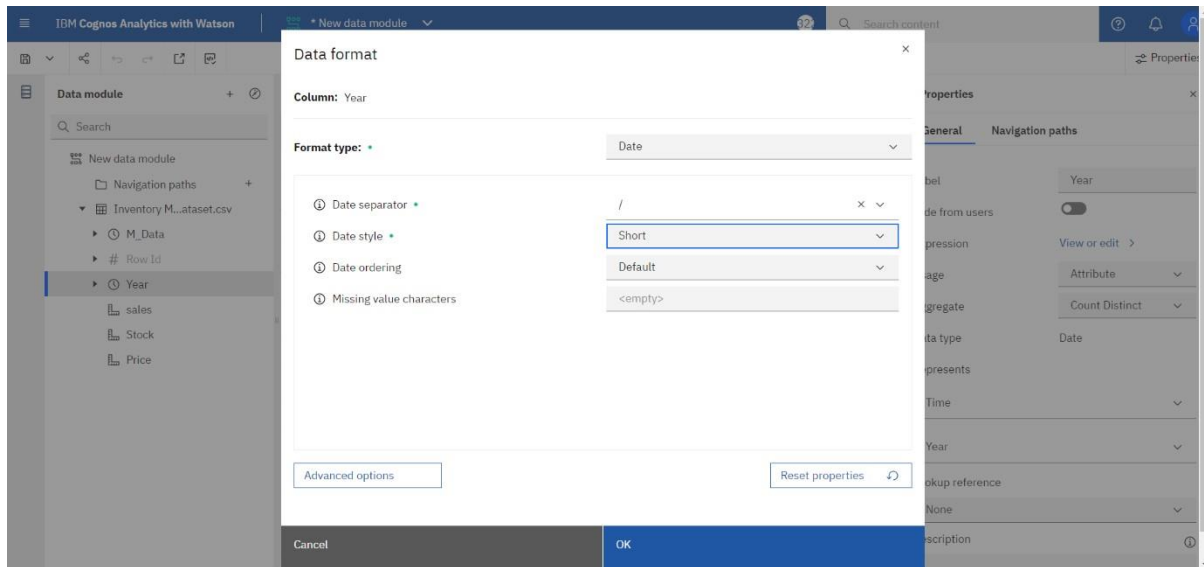 IBM Cognos Analytics with Watson
* New data module
32
Search content
Properties
Data module
Search
New data module
Navigation paths
Inventory M...ataset.csv
M_Data
# Row Id
Year
sales
Stock
Price
Data format
Column: Year
Format type:
Date
Date separator
/
Date style
Short
Date ordering
Default
Missing value characters
<empty>
Advanced options
Reset properties
Cancel
OK
Properties
General Navigation paths
bel
Year
de from users
pression
View or edit
age
Attribute
gregate
Count Distinct
ta type
Date
presents
Time
Year
okup reference
None
scription